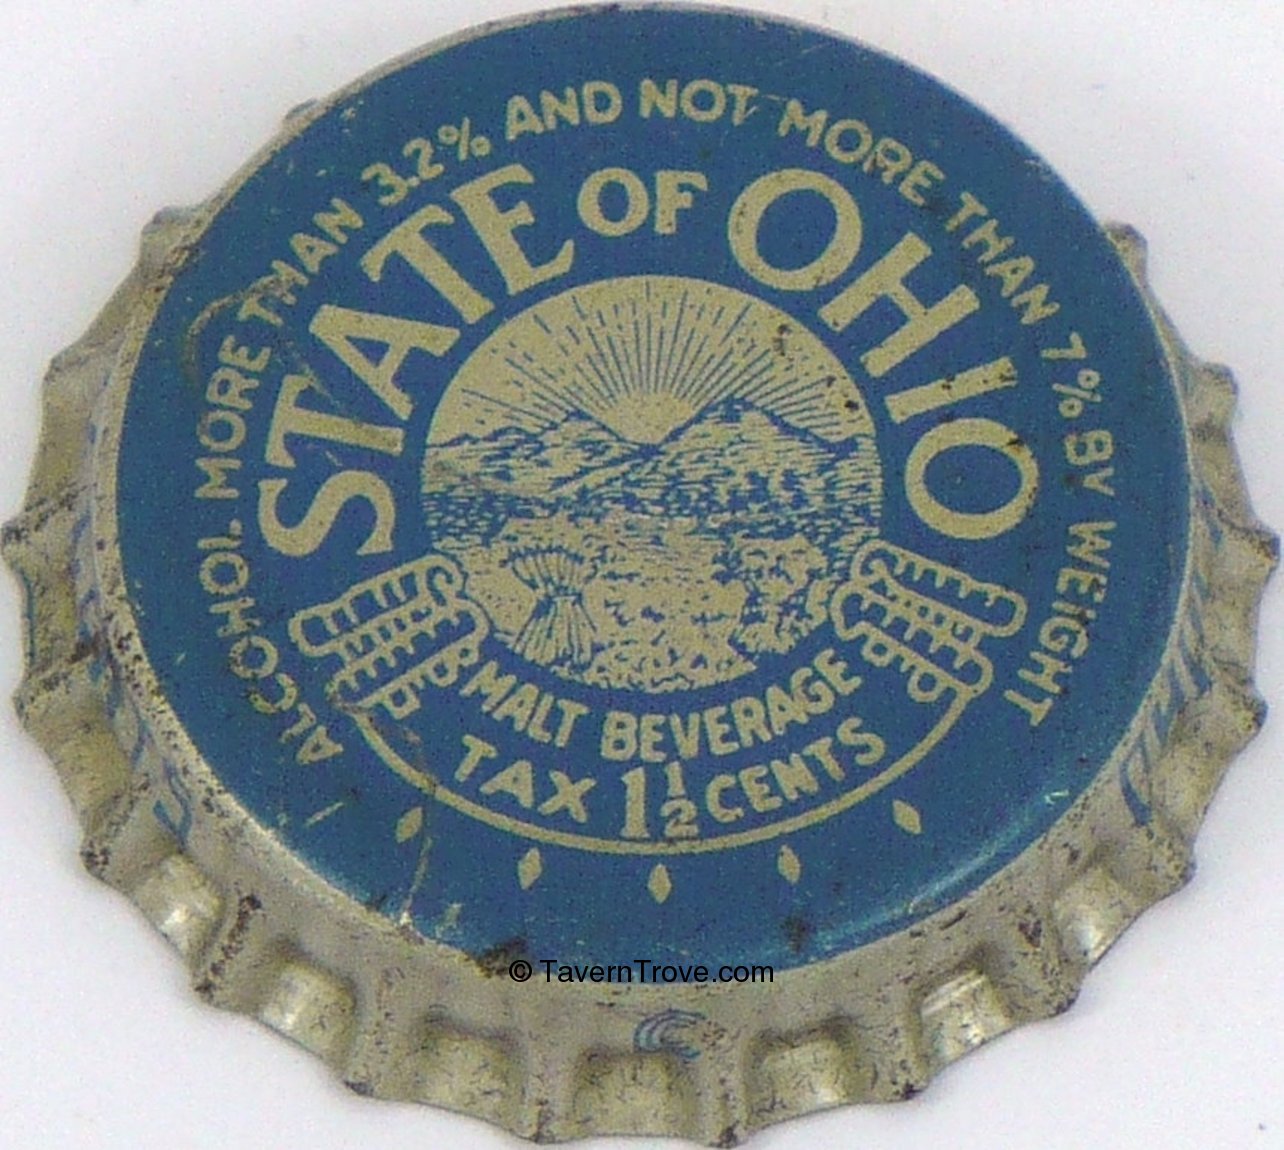 ALCOHOL MORE THAN 3.2% AND NOT MORE THAN 7% BY WEIGHT
STATE OF OHIO
MALT BEVERAGE
TAX 1½ CENTS
© TavernTrove.com